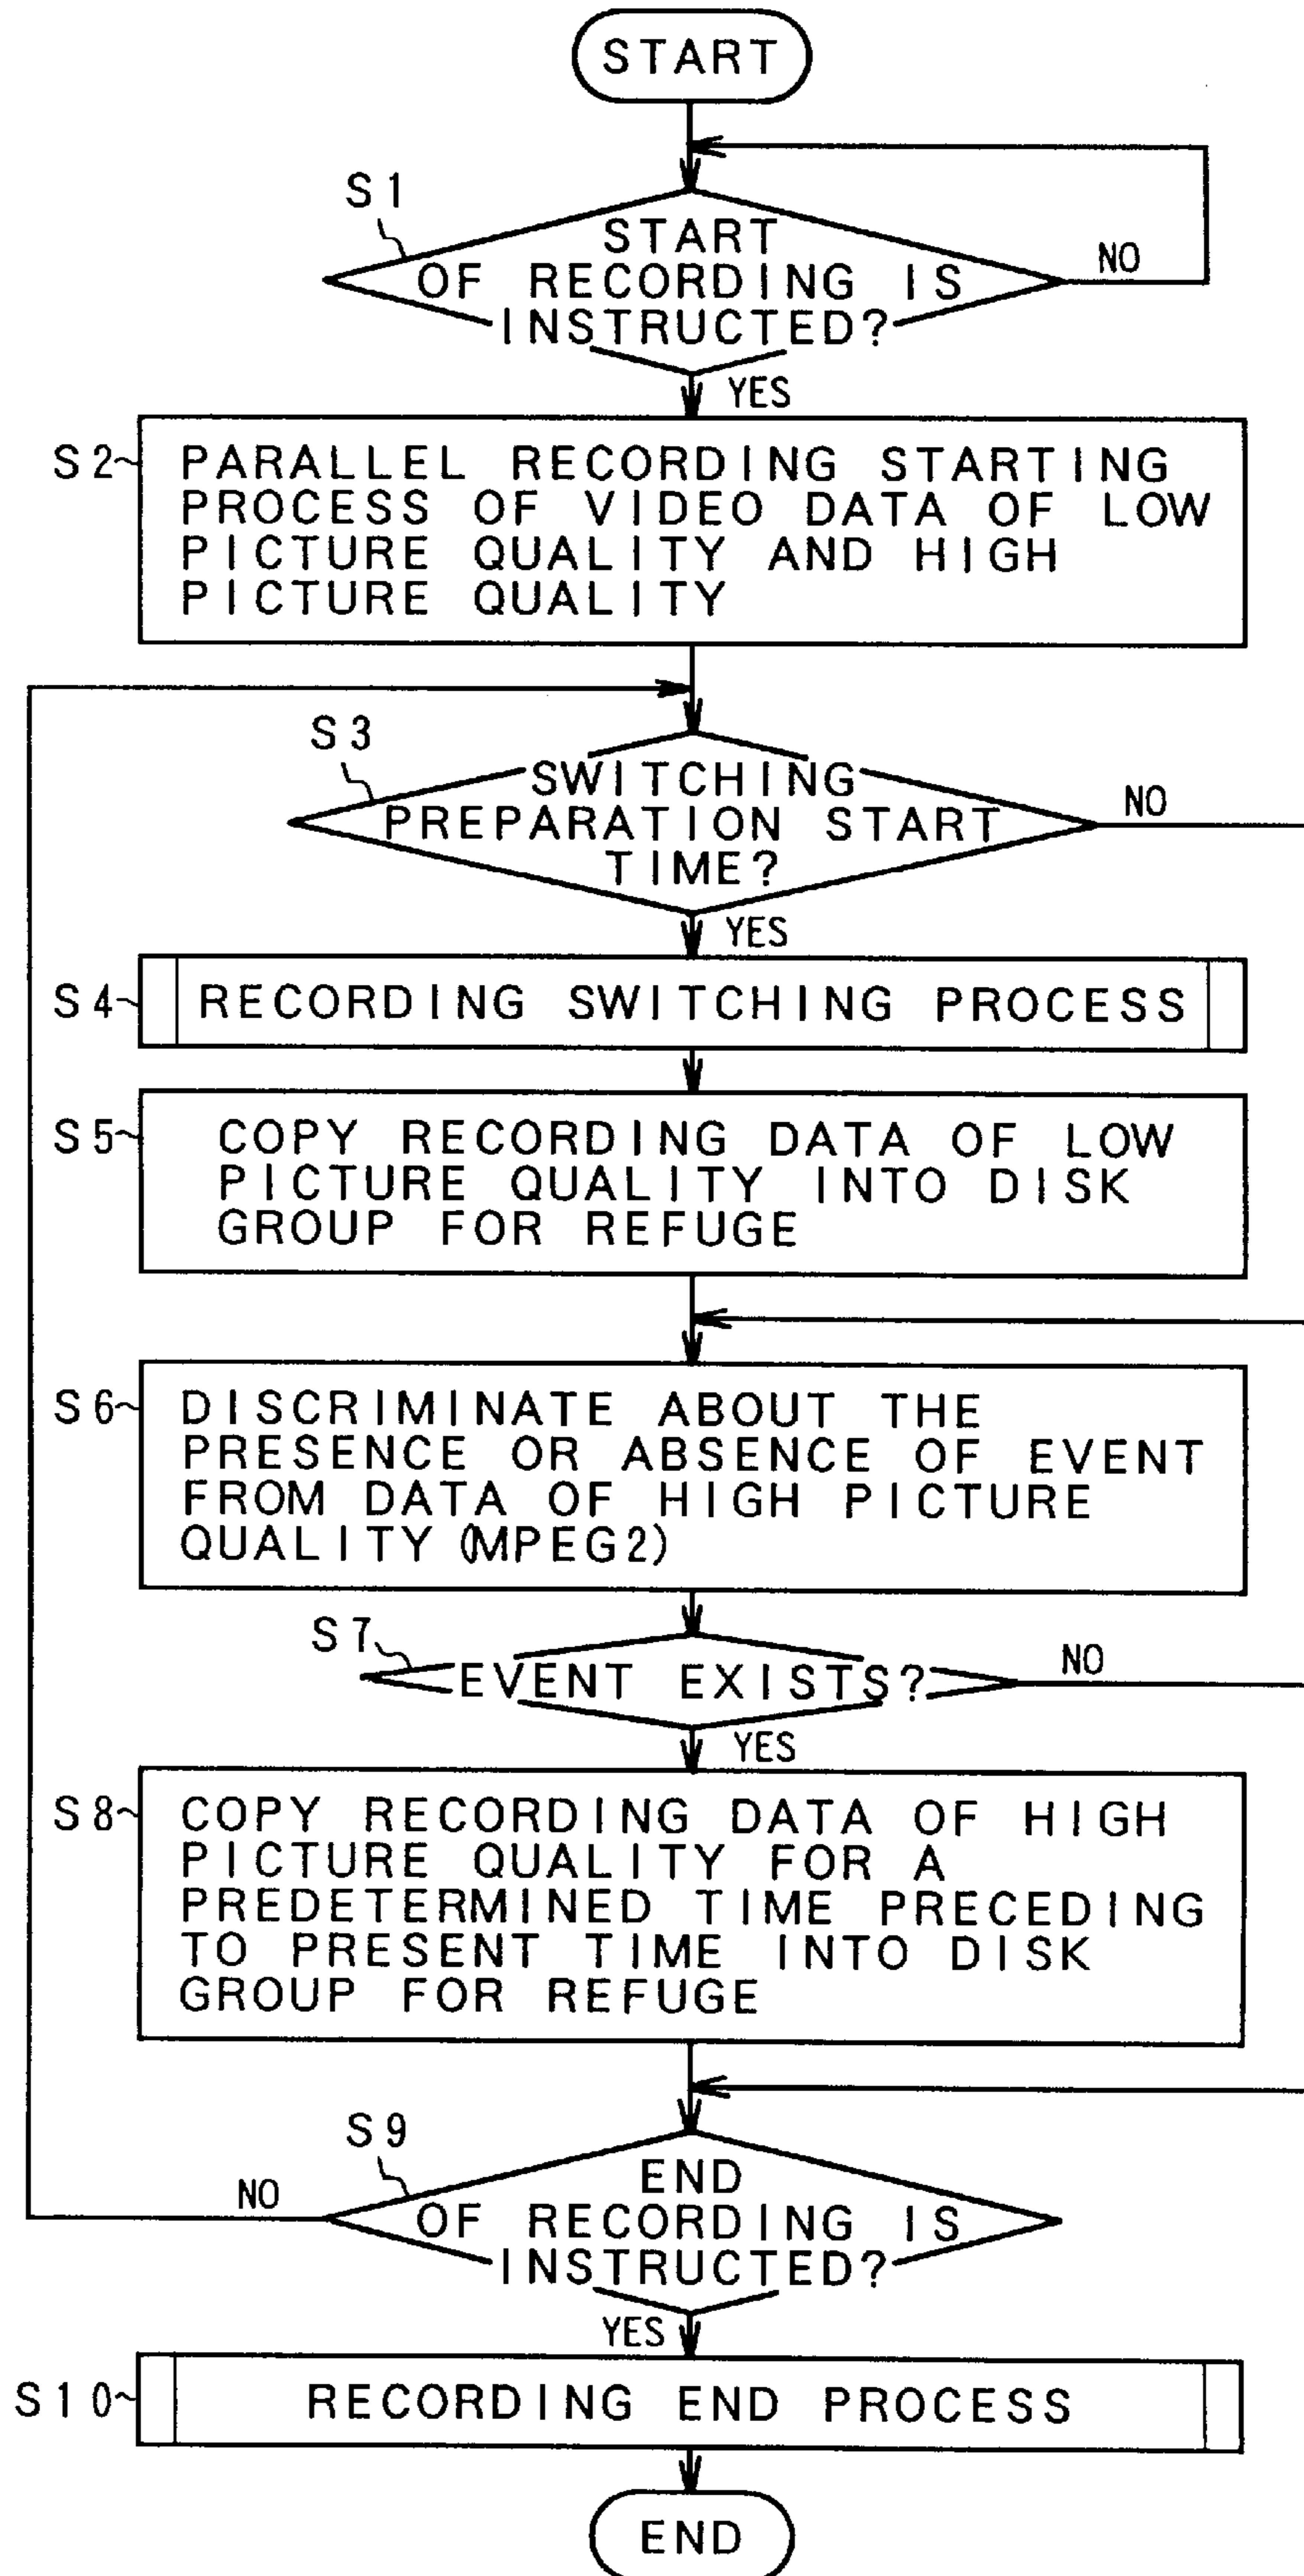 START
S1
START
OF RECORDING IS
INSTRUCTED?
NO
YES
S2
PARALLEL RECORDING STARTING
PROCESS OF VIDEO DATA OF LOW
PICTURE QUALITY AND HIGH
PICTURE QUALITY
S3
SWITCHING
PREPARATION START
TIME?
NO
YES
S4
RECORDING SWITCHING PROCESS
S5
COPY RECORDING DATA OF LOW
PICTURE QUALITY INTO DISK
GROUP FOR REFUGE
S6
DISCRIMINATE ABOUT THE
PRESENCE OR ABSENCE OF EVENT
FROM DATA OF HIGH PICTURE
QUALITY (MPEG2)
S7
EVENT EXISTS?
NO
YES
S8
COPY RECORDING DATA OF HIGH
PICTURE QUALITY FOR A
PREDETERMINED TIME PRECEDING
TO PRESENT TIME INTO DISK
GROUP FOR REFUGE
S9
END
OF RECORDING IS
INSTRUCTED?
NO
YES
S10
RECORDING END PROCESS
END